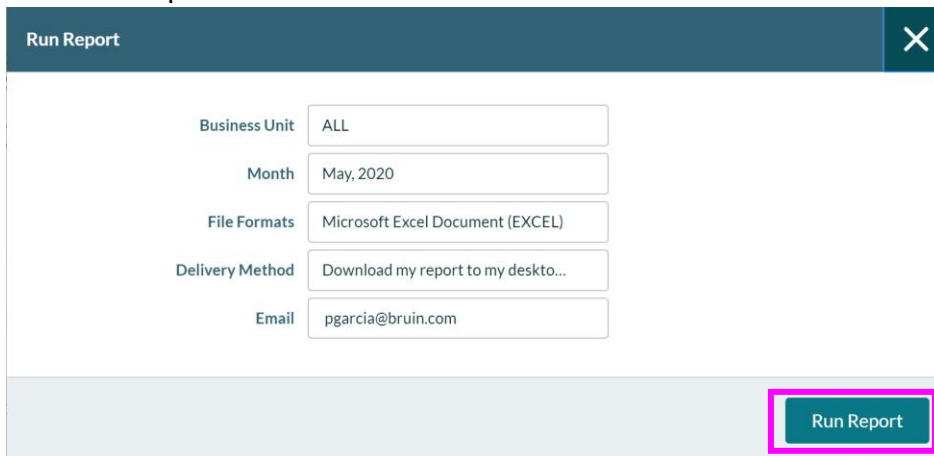 Run Report
Business Unit ALL
Month May, 2020
File Formats Microsoft Excel Document (EXCEL)
Delivery Method Download my report to my deskto...
Email pgarcia@bruin.com
Run Report